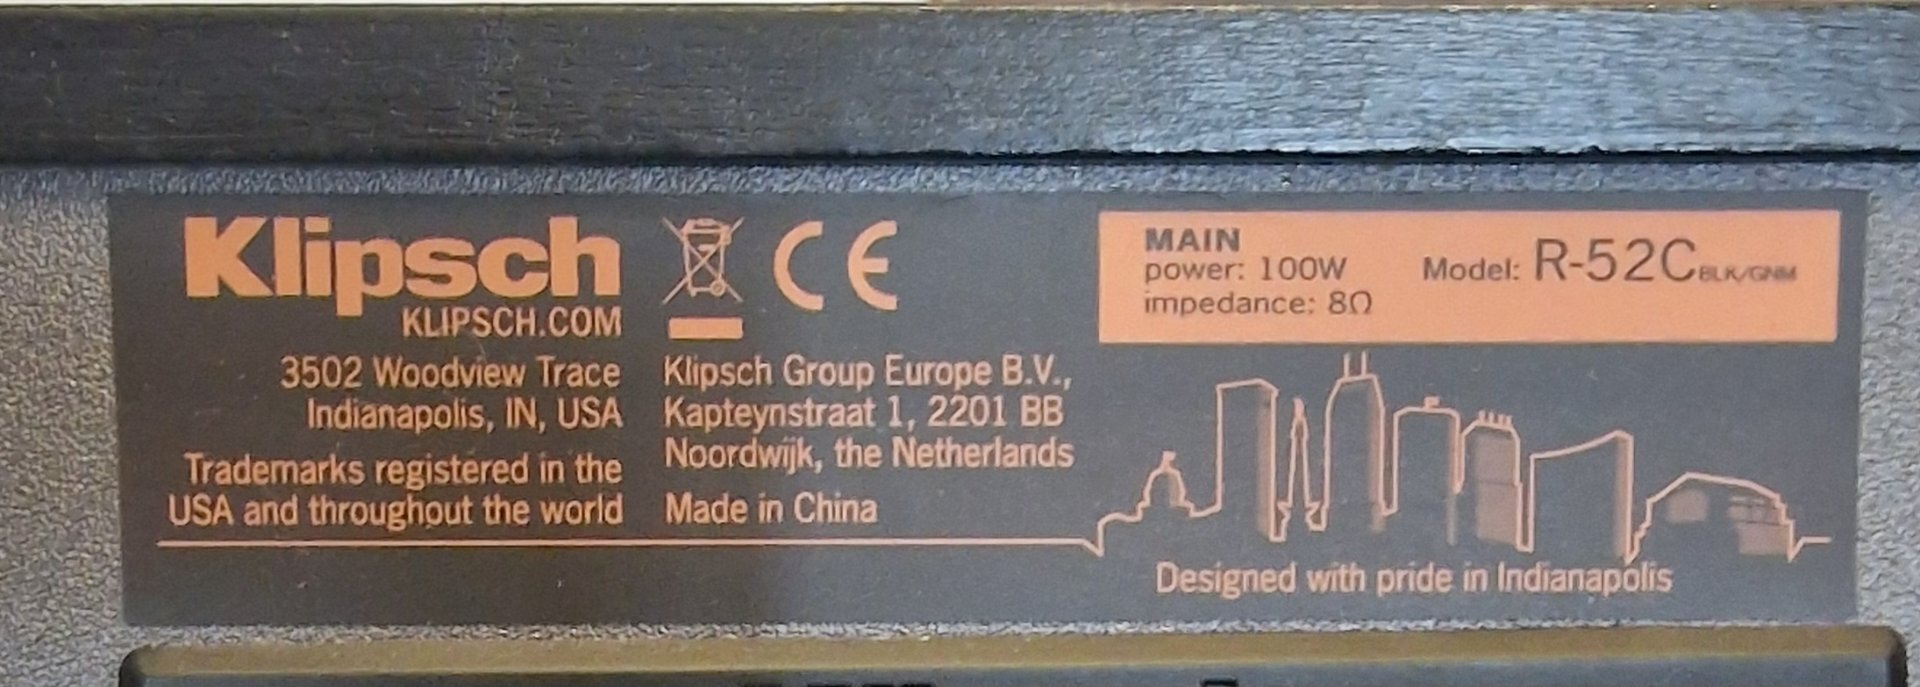 Klipsch
KLIPSCH.COM
3502 Woodview Trace
Indianapolis, IN, USA
Trademarks registered in the
USA and throughout the world
CE
Klipsch Group Europe B.V.,
Kapteynstraat 1, 2201 BB
Noordwijk, the Netherlands
Made in China
MAIN
power: 100W
impedance: 8Ω
Model: R-52C BLK/GNM
Designed with pride in Indianapolis